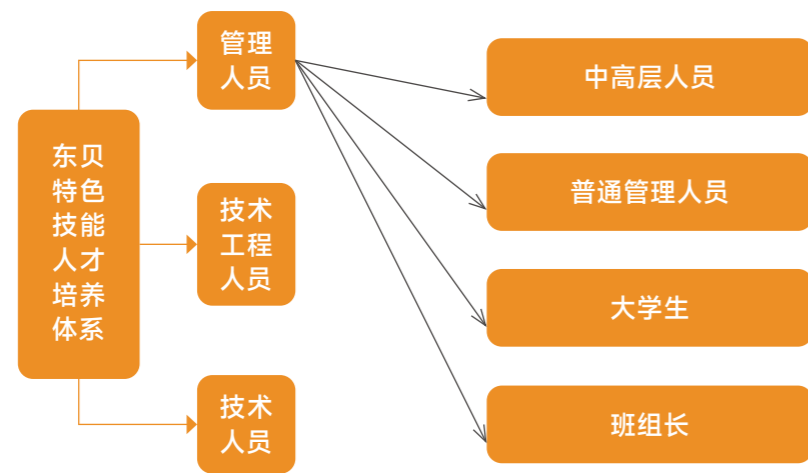 东贝
特色
技能
人才
培养
体系
管理
人员
技术
工程
人员
技术
人员
中高层人员
普通管理人员
大学生
班组长